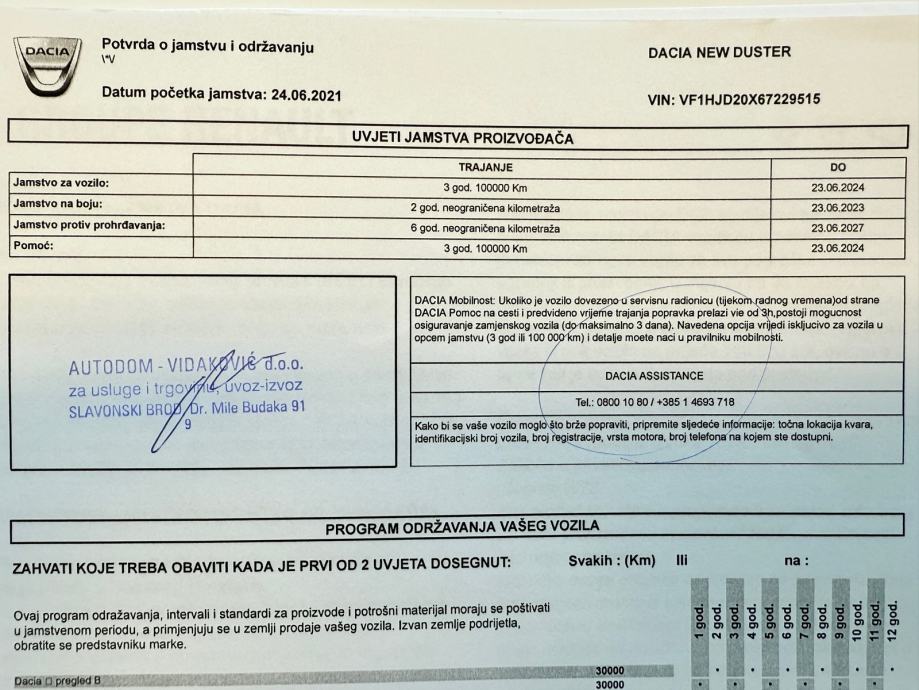 DACIA
Potvrda o jamstvu i održavanju
\*V
Datum početka jamstva: 24.06.2021
DACIA NEW DUSTER
VIN: VF1HJD20X67229515
UVJETI JAMSTVA PROIZVOĐAČA
TRAJANJE DO
Jamstvo za vozilo: 3 god. 100000 Km 23.06.2024
Jamstvo na boju: 2 god. neograničena kilometraža 23.06.2023
Jamstvo protiv prohrđavanja: 6 god. neograničena kilometraža 23.06.2027
Pomoć: 3 god. 100000 Km 23.06.2024
AUTODOM - VIDAKOVIĆ d.o.o.
za usluge i trgovinu, uvoz-izvoz
SLAVONSKI BROD, Dr. Mile Budaka 91
9
DACIA Mobilnost: Ukoliko je vozilo dovezeno u servisnu radionicu (tijekom radnog vremena)od strane
DACIA Pomoc na cesti i predvideno vrijeme trajanja popravka prelazi vie od 3h,postoji mogucnost
osiguravanje zamjenskog vozila (do maksimalno 3 dana). Navedena opcija vrijedi iskljucivo za vozila u
opcem jamstvu (3 god ili 100 000 km) i detalje moete naci u pravilniku mobilnosti.
DACIA ASSISTANCE
Tel.: 0800 10 80 / +385 1 4693 718
Kako bi se vaše vozilo moglo što brže popraviti, pripremite sljedeće informacije: točna lokacija kvara,
identifikacijski broj vozila, broj registracije, vrsta motora, broj telefona na kojem ste dostupni.
PROGRAM ODRŽAVANJA VAŠEG VOZILA
ZAHVATI KOJE TREBA OBAVITI KADA JE PRVI OD 2 UVJETA DOSEGNUT: Svakih : (Km) Ili na :
1 god. 2 god. 3 god. 4 god. 5 god. 6 god. 7 god. 8 god. 9 god. 10 god. 11 god. 12 god.
Ovaj program odražavanja, intervali i standardi za proizvode i potrošni materijal moraju se poštivati
u jamstvenom periodu, a primjenjuju se u zemlji prodaje vašeg vozila. Izvan zemlje podrijetla,
obratite se predstavniku marke.
Dacia □ pregled B 30000
30000